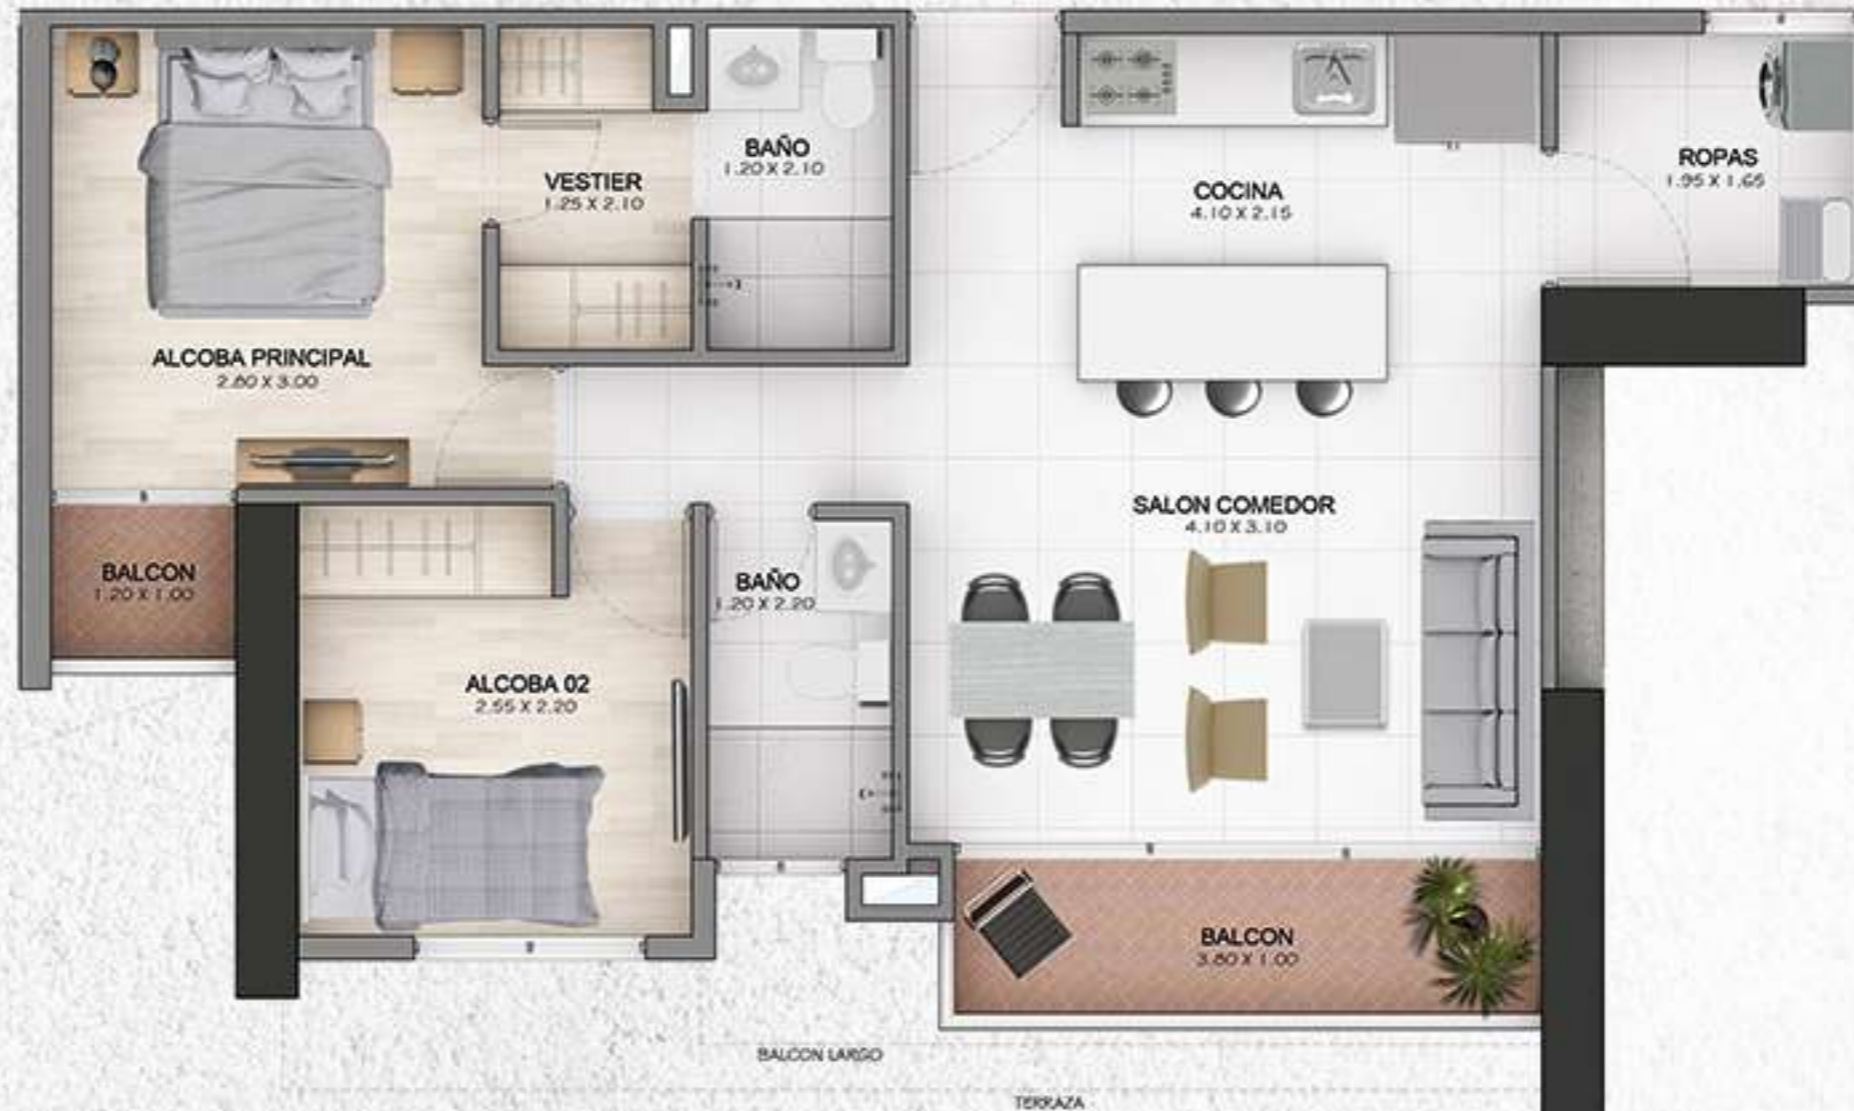 BAÑO
1.20 X 2.10
ROPAS
1.95 X 1.65
VESTIER
1.25 X 2.10
COCINA
4.10 X 2.15
ALCOBA PRINCIPAL
2.80 X 3.00
SALON COMEDOR
4.10 X 3.10
BALCON
1.20 X 1.00
BAÑO
1.20 X 2.20
ALCOBA 02
2.55 X 2.20
BALCON
3.80 X 1.00
BALCON LARGO
TERRAZA